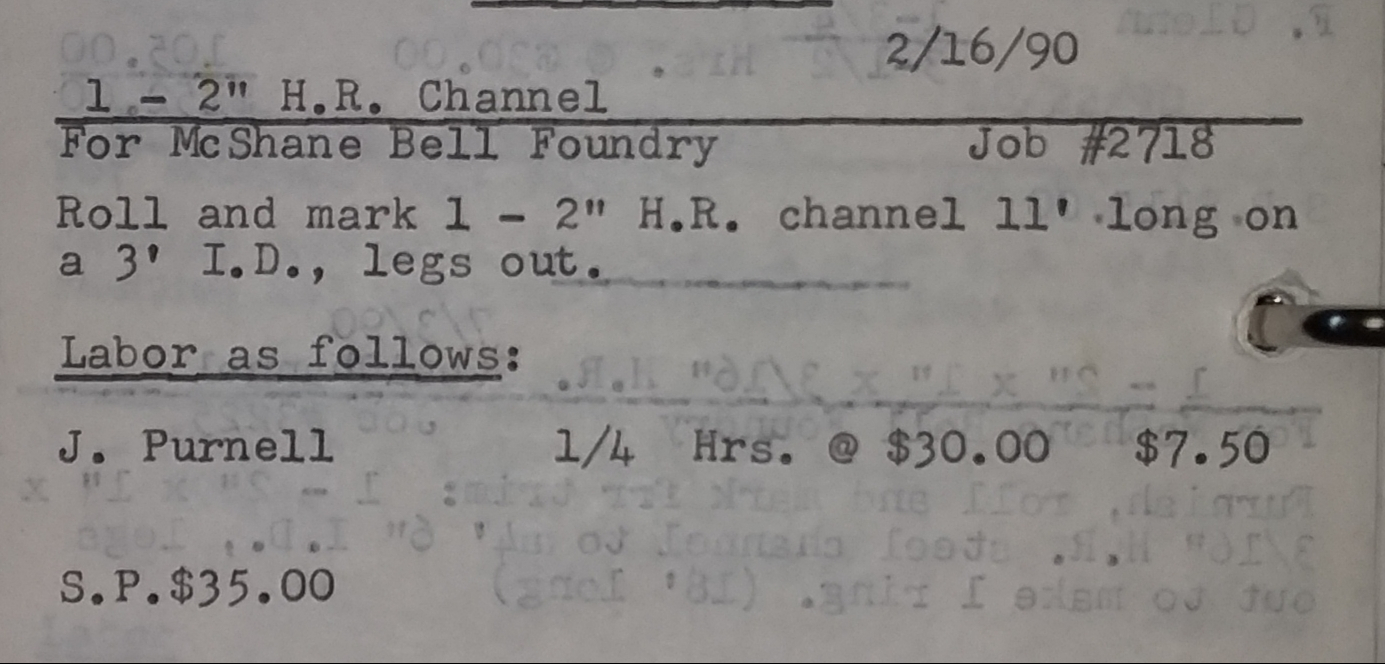 2/16/90
1 - 2" H.R. Channel
For McShane Bell Foundry Job #2718
Roll and mark 1 - 2" H.R. channel 11' long on
a 3' I.D., legs out.
Labor as follows:
J. Purnell 1/4 Hrs. @ $30.00 $7.50
S.P.$35.00